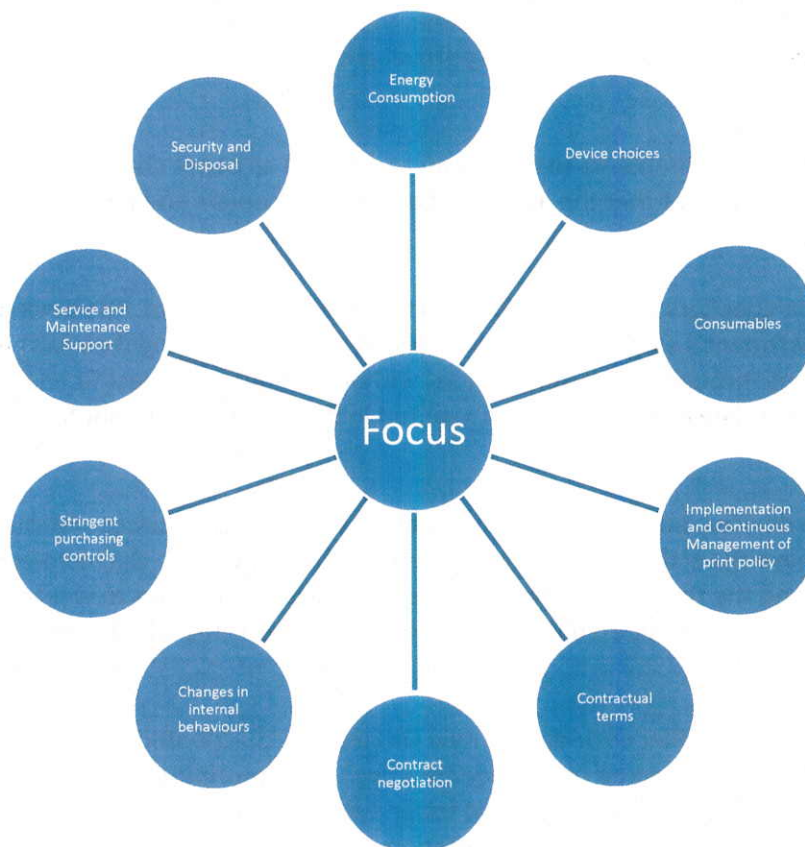 Energy
Consumption
Device choices
Consumables
Implementation
and Continuous
Management of
print policy
Contractual
terms
Contract
negotiation
Changes in
internal
behaviours
Stringent
purchasing
controls
Service and
Maintenance
Support
Security and
Disposal
Focus